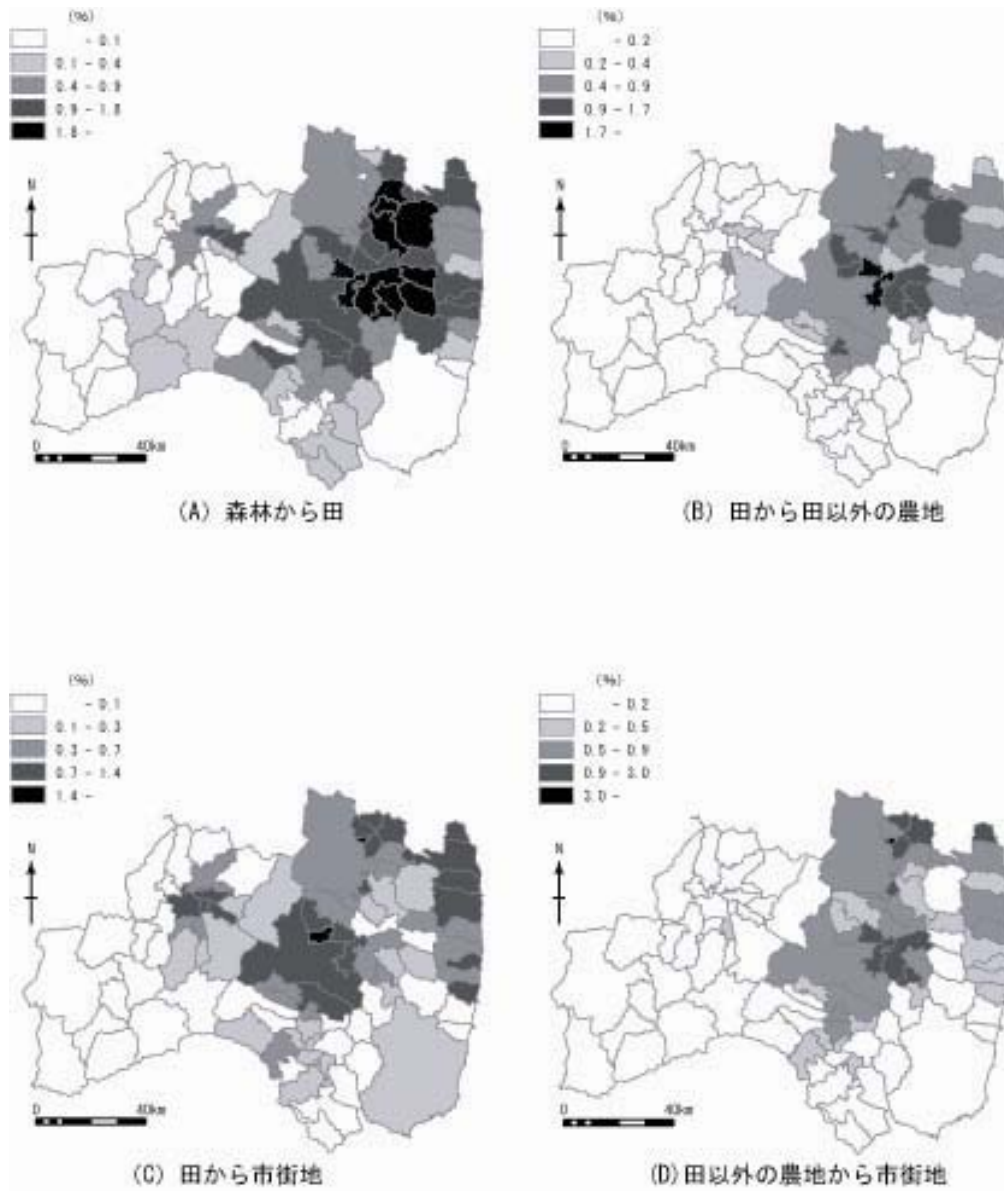 (%)
- 0.1
0.1 - 0.4
0.4 - 0.9
0.9 - 1.8
1.8 -
N
0 40km
(A) 森林から田
(%)
- 0.2
0.2 - 0.4
0.4 - 0.9
0.9 - 1.7
1.7 -
N
0 40km
(B) 田から田以外の農地
(%)
- 0.1
0.1 - 0.3
0.3 - 0.7
0.7 - 1.4
1.4 -
N
0 40km
(C) 田から市街地
(%)
- 0.2
0.2 - 0.5
0.5 - 0.9
0.9 - 3.0
3.0 -
N
0 40km
(D)田以外の農地から市街地